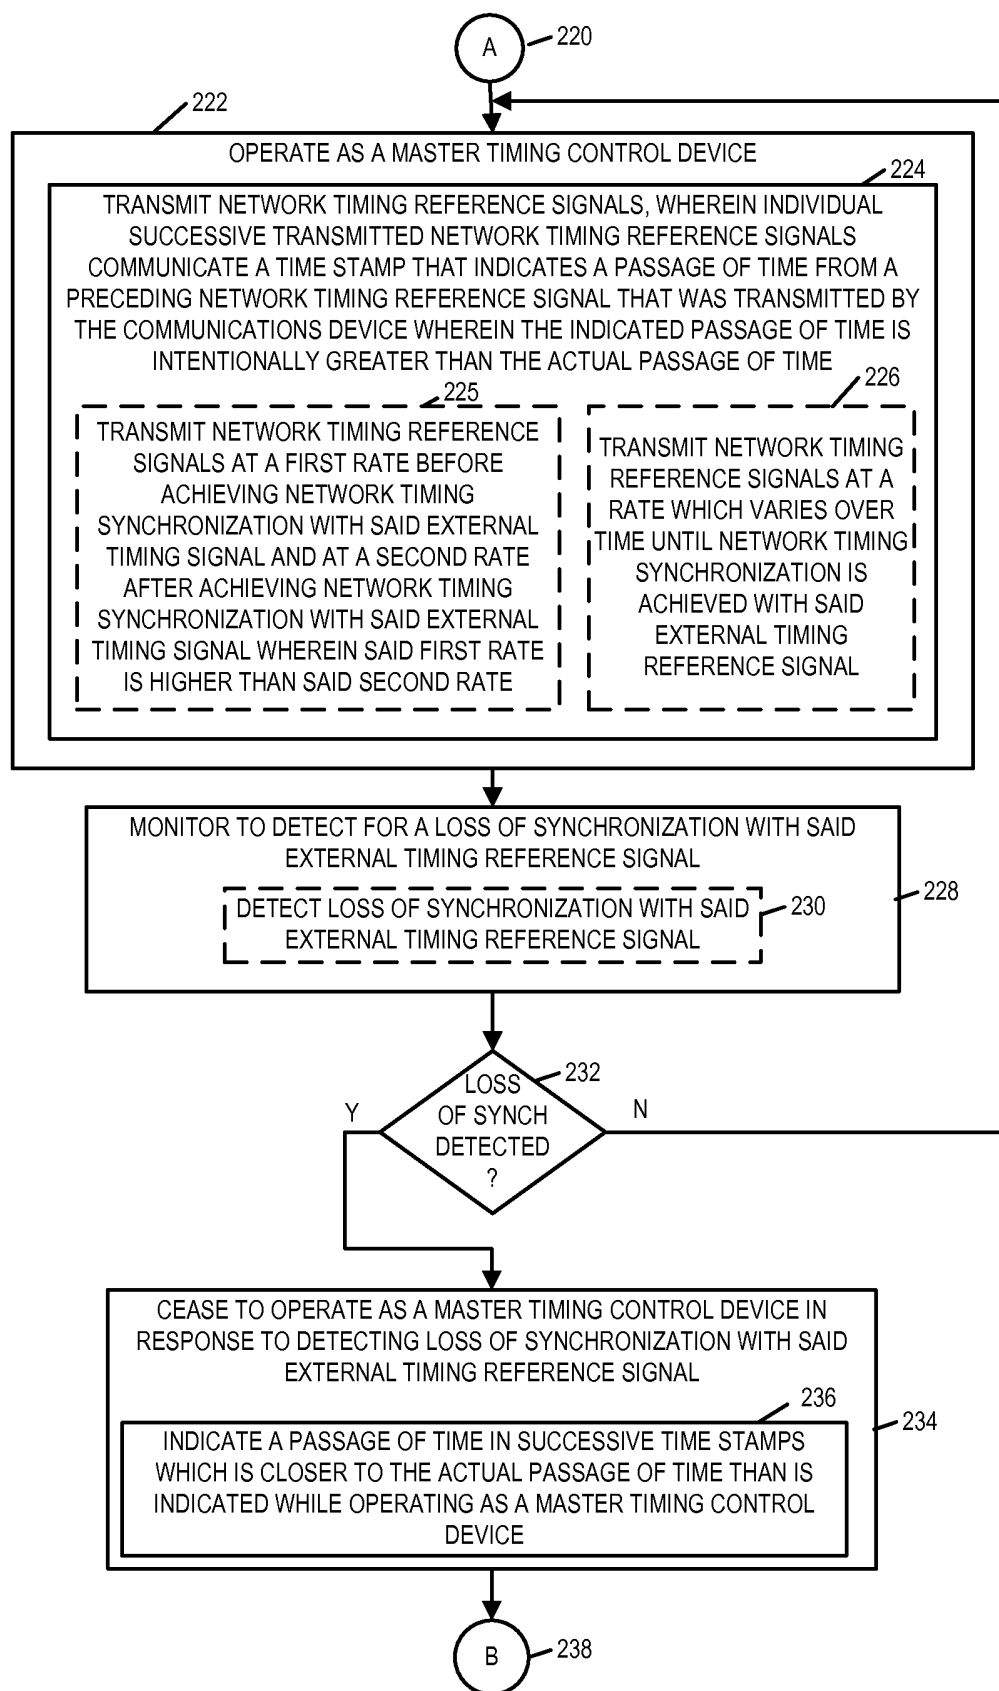 A
220
222
OPERATE AS A MASTER TIMING CONTROL DEVICE
224
TRANSMIT NETWORK TIMING REFERENCE SIGNALS, WHEREIN INDIVIDUAL
SUCCESSIVE TRANSMITTED NETWORK TIMING REFERENCE SIGNALS
COMMUNICATE A TIME STAMP THAT INDICATES A PASSAGE OF TIME FROM A
PRECEDING NETWORK TIMING REFERENCE SIGNAL THAT WAS TRANSMITTED BY
THE COMMUNICATIONS DEVICE WHEREIN THE INDICATED PASSAGE OF TIME IS
INTENTIONALLY GREATER THAN THE ACTUAL PASSAGE OF TIME
225
TRANSMIT NETWORK TIMING REFERENCE
SIGNALS AT A FIRST RATE BEFORE
ACHIEVING NETWORK TIMING
SYNCHRONIZATION WITH SAID EXTERNAL
TIMING SIGNAL AND AT A SECOND RATE
AFTER ACHIEVING NETWORK TIMING
SYNCHRONIZATION WITH SAID EXTERNAL
TIMING SIGNAL WHEREIN SAID FIRST RATE
IS HIGHER THAN SAID SECOND RATE
226
TRANSMIT NETWORK TIMING
REFERENCE SIGNALS AT A
RATE WHICH VARIES OVER
TIME UNTIL NETWORK TIMING
SYNCHRONIZATION IS
ACHIEVED WITH SAID
EXTERNAL TIMING
REFERENCE SIGNAL
MONITOR TO DETECT FOR A LOSS OF SYNCHRONIZATION WITH SAID
EXTERNAL TIMING REFERENCE SIGNAL
228
DETECT LOSS OF SYNCHRONIZATION WITH SAID
EXTERNAL TIMING REFERENCE SIGNAL
230
232
LOSS
OF SYNCH
DETECTED
?
Y
N
CEASE TO OPERATE AS A MASTER TIMING CONTROL DEVICE IN
RESPONSE TO DETECTING LOSS OF SYNCHRONIZATION WITH SAID
EXTERNAL TIMING REFERENCE SIGNAL
234
236
INDICATE A PASSAGE OF TIME IN SUCCESSIVE TIME STAMPS
WHICH IS CLOSER TO THE ACTUAL PASSAGE OF TIME THAN IS
INDICATED WHILE OPERATING AS A MASTER TIMING CONTROL
DEVICE
B
238